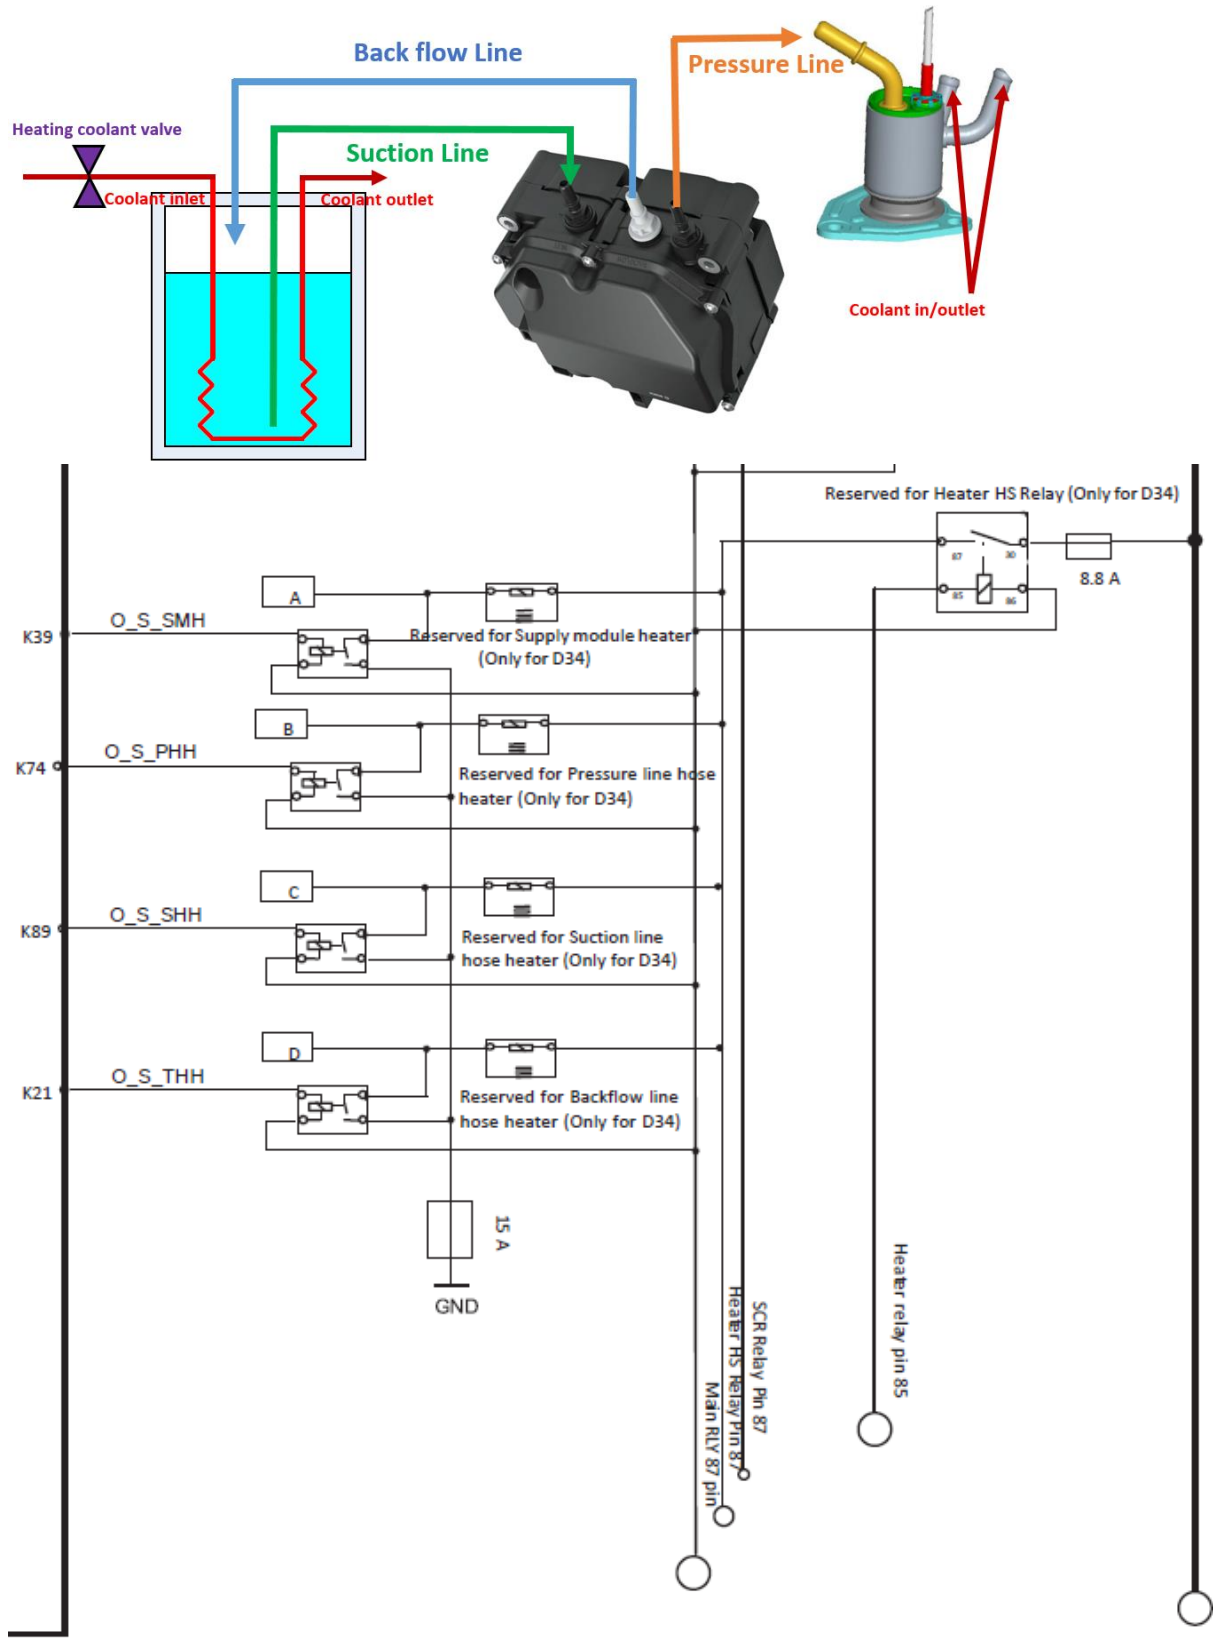 Back flow Line
Pressure Line
Heating coolant valve
Suction Line
Coolant inlet
Coolant outlet
Coolant in/outlet
Reserved for Heater HS Relay (Only for D34)
87
30
8.8 A
85
86
A
O_S_SMH
K39
Reserved for Supply module heater
(Only for D34)
B
O_S_PHH
K74
Reserved for Pressure line hose
heater (Only for D34)
C
O_S_SHH
K89
Reserved for Suction line
hose heater (Only for D34)
D
O_S_THH
K21
Reserved for Backflow line
hose heater (Only for D34)
15 A
GND
Heater relay pin 85
SCR Relay Pin 87
Heater HS Relay Pin 87
Main RLY 87 pin